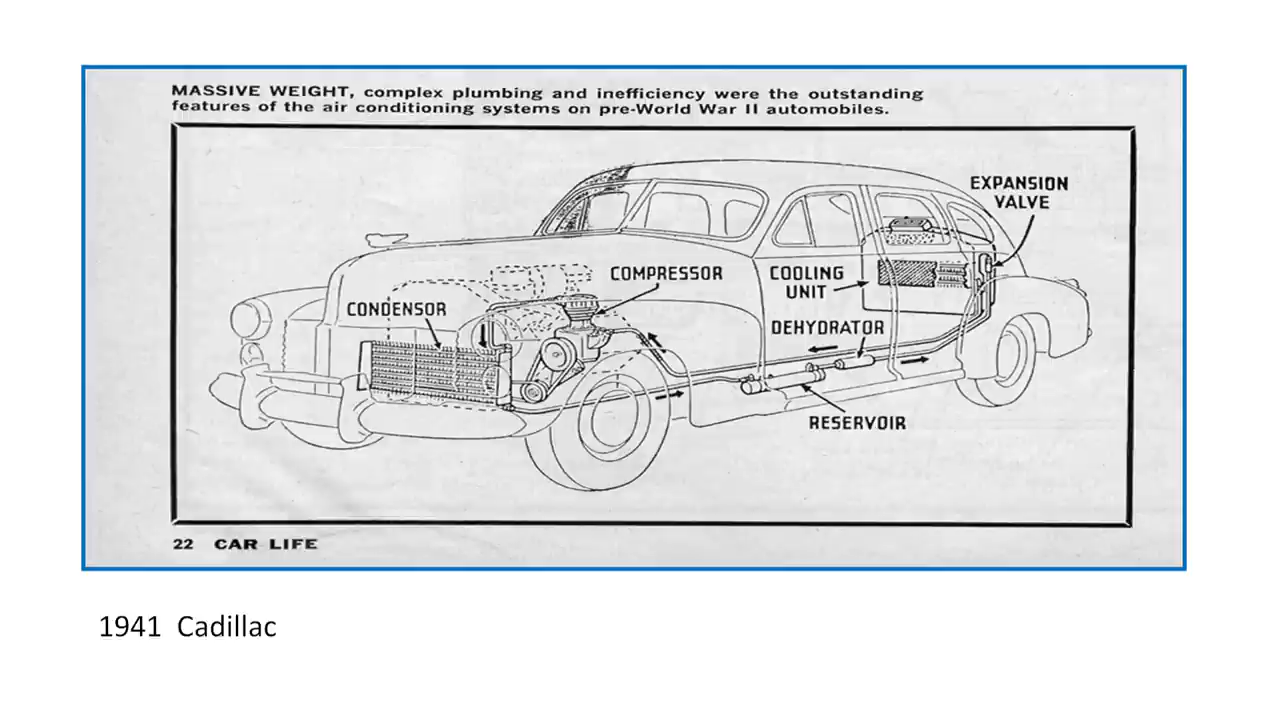 MASSIVE WEIGHT, complex plumbing and inefficiency were the outstanding
features of the air conditioning systems on pre-World War II automobiles.
EXPANSION
VALVE
COMPRESSOR
COOLING
UNIT
CONDENSOR
DEHYDRATOR
RESERVOIR
22 CAR LIFE
1941 Cadillac